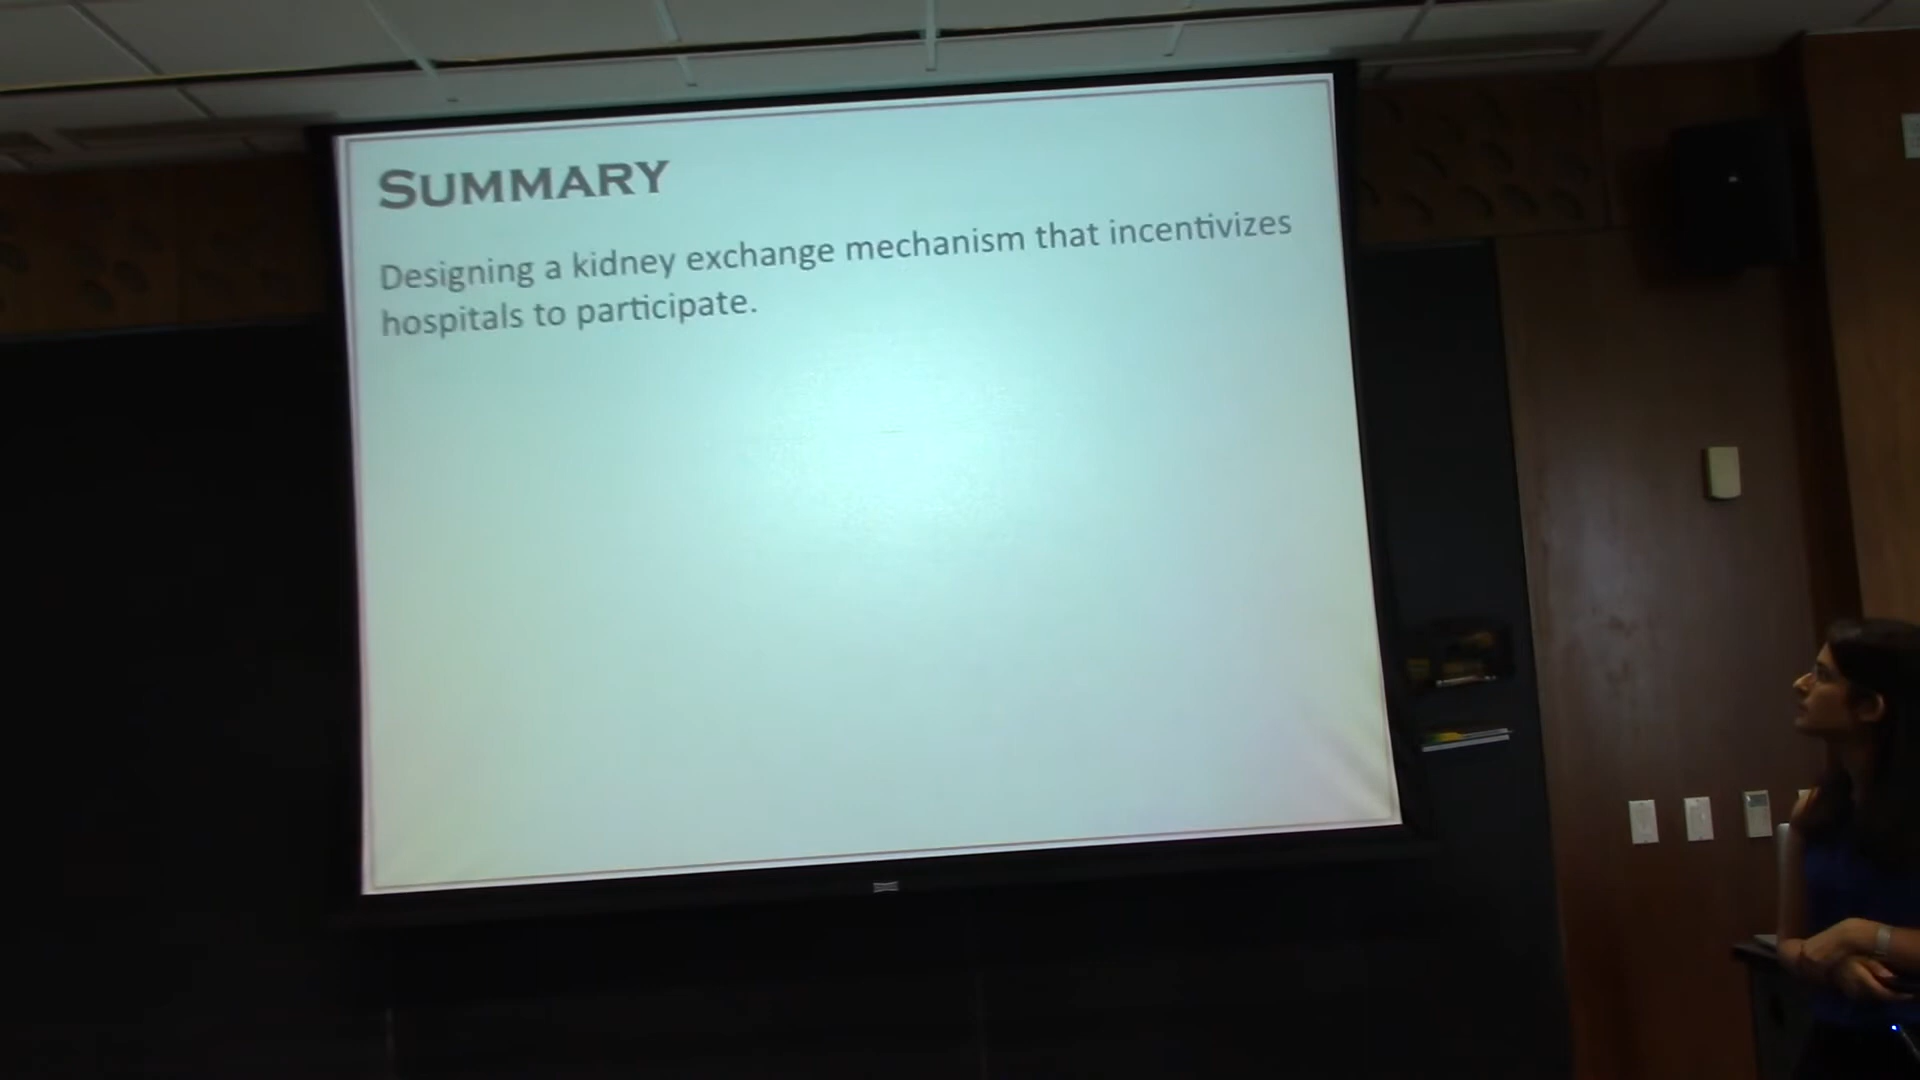 SUMMARY
Designing a kidney exchange mechanism that incentivizes
hospitals to participate.